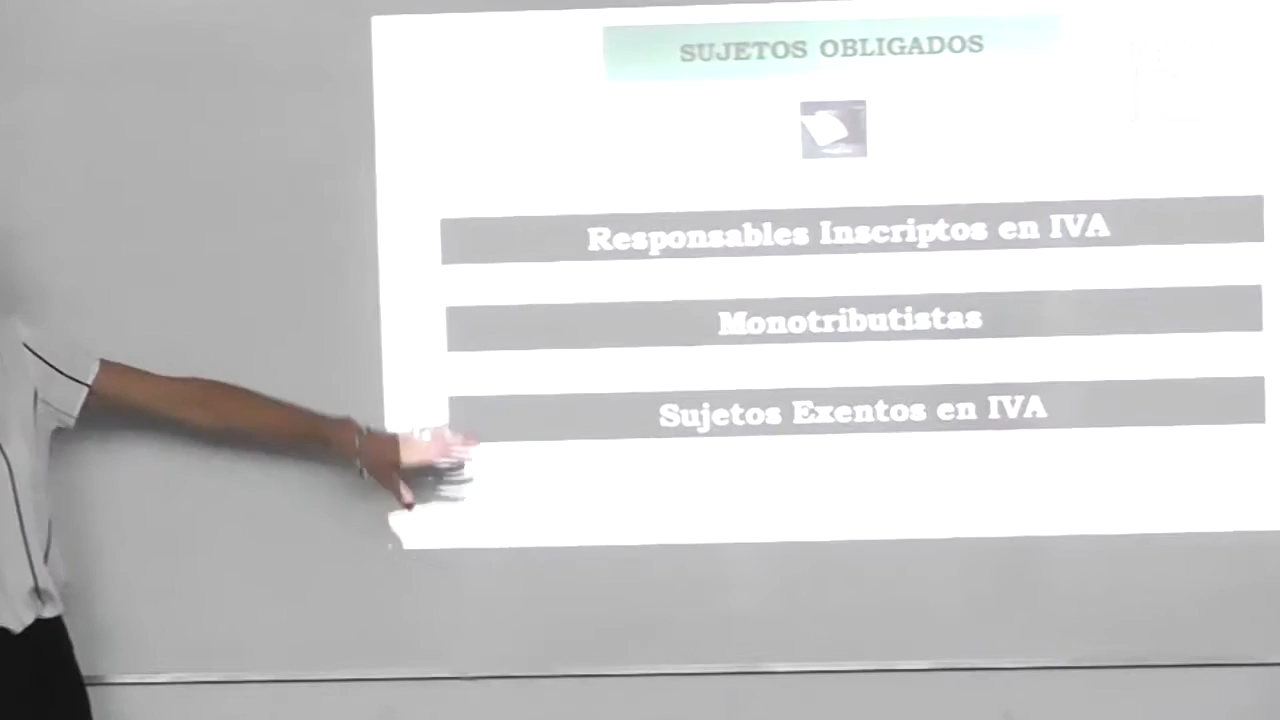 SUJETOS OBLIGADOS
Responsables Inscriptos en IVA
Monotributistas
Sujetos Exentos en IVA